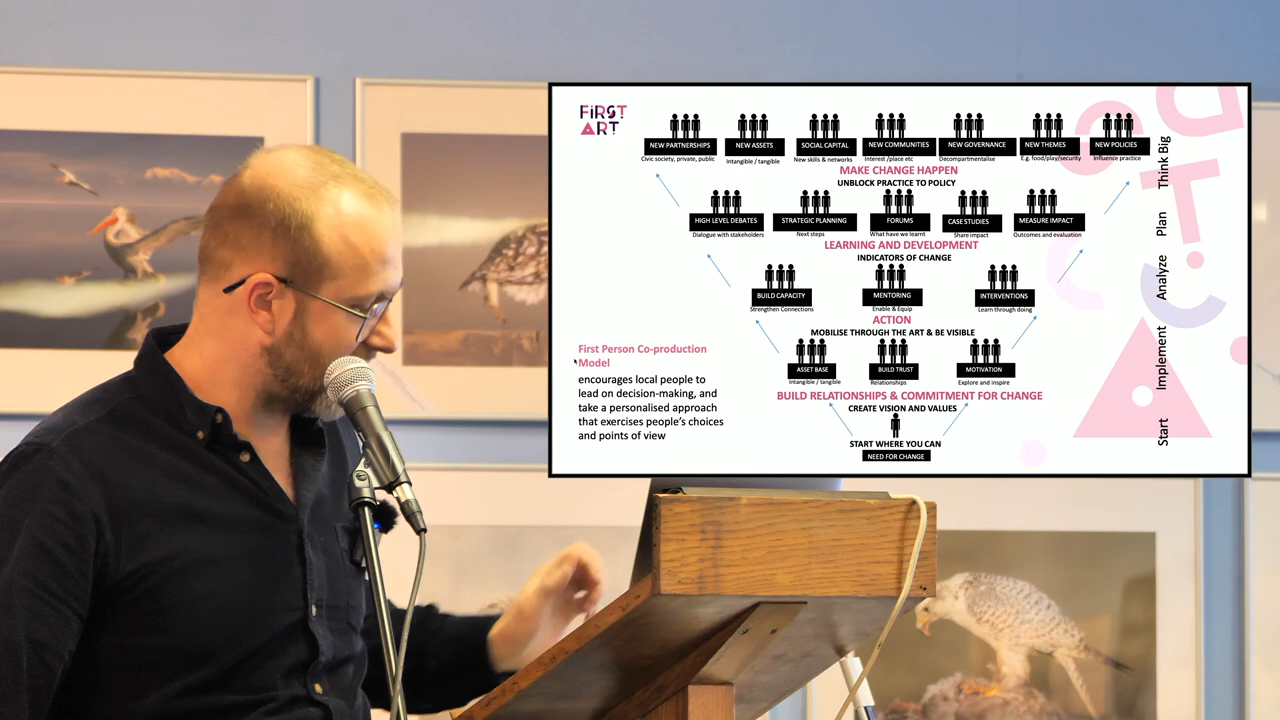 FiRST
ART
NEW PARTNERSHIPS
NEW ASSETS
SOCIAL CAPITAL
NEW COMMUNITIES
NEW GOVERNANCE
NEW THEMES
NEW POLICIES
Civic society, private, public
Intangible / tangible
New skills & networks
Interest /place etc
Decompartmentalise
E.g. food/play/security
Influence practice
MAKE CHANGE HAPPEN
UNBLOCK PRACTICE TO POLICY
HIGH LEVEL DEBATES
STRATEGIC PLANNING
FORUMS
CASE STUDIES
MEASURE IMPACT
Dialogue with stakeholders
Next steps
What have we learnt
Share impact
Outcomes and evaluation
LEARNING AND DEVELOPMENT
INDICATORS OF CHANGE
BUILD CAPACITY
MENTORING
INTERVENTIONS
Strengthen Connections
Enable & Equip
Learn through doing
ACTION
MOBILISE THROUGH THE ART & BE VISIBLE
ASSET BASE
BUILD TRUST
MOTIVATION
Intangible / tangible
Relationships
Explore and inspire
BUILD RELATIONSHIPS & COMMITMENT FOR CHANGE
CREATE VISION AND VALUES
START WHERE YOU CAN
NEED FOR CHANGE
First Person Co-production
Model
encourages local people to
lead on decision-making, and
take a personalised approach
that exercises people's choices
and points of view
Start Implement Analyze Plan Think Big